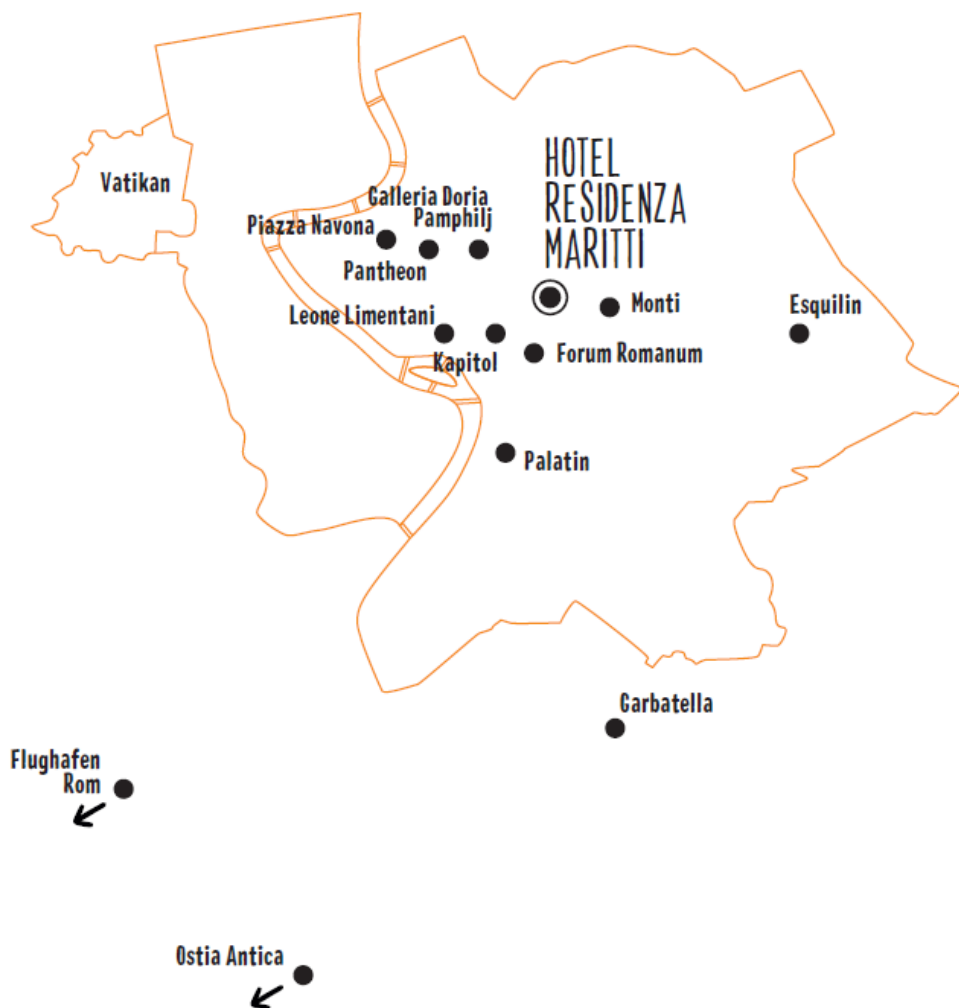 HOTEL
RESIDENZA
MARITTI
Vatikan
Galleria Doria
Pamphilj
Piazza Navona
Pantheon
Monti
Esquilin
Leone Limentani
Kapitol
Forum Romanum
Palatin
Garbatella
Flughafen
Rom
Ostia Antica